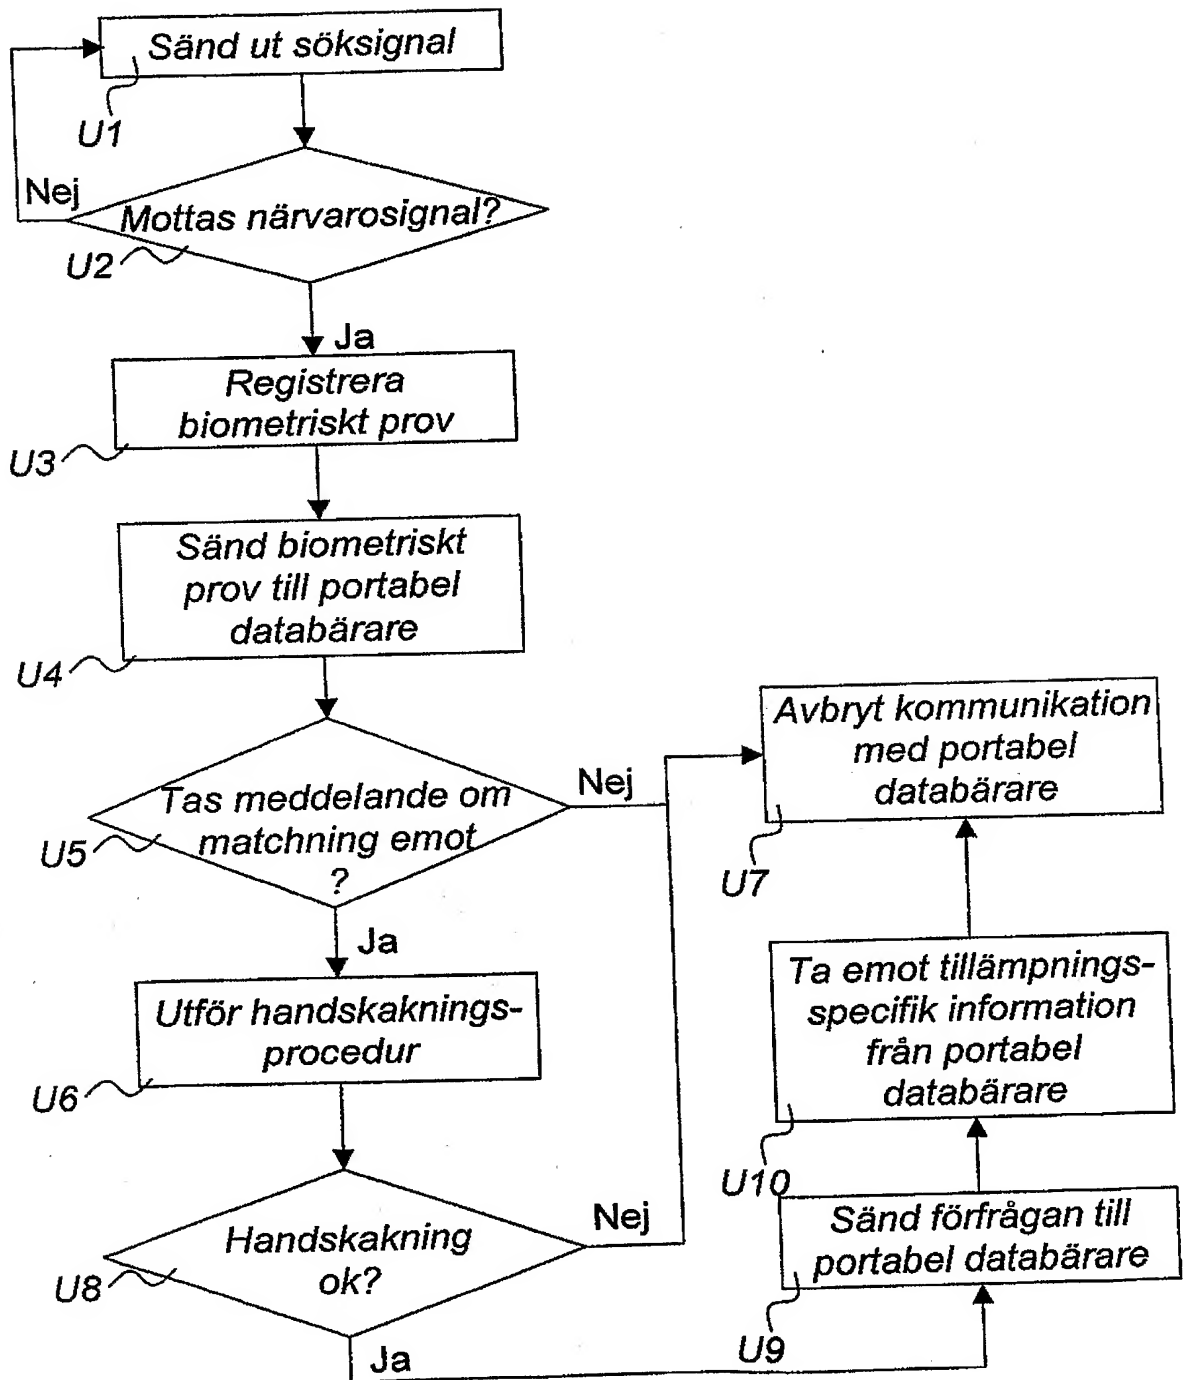 Sänd ut söksignal
U1
Nej
Mottas närvarosignal?
U2
Ja
Registrera
biometriskt prov
U3
Sänd biometriskt
prov till portabel
databärare
U4
Tas meddelande om
matchning emot
?
U5
Nej
Ja
Avbryt kommunikation
med portabel
databärare
U7
Utför handskaknings-
procedur
U6
Ta emot tillämpnings-
specifik information
från portabel
databärare
U10
Handskakning
ok?
U8
Nej
Ja
Sänd förfrågan till
portabel databärare
U9